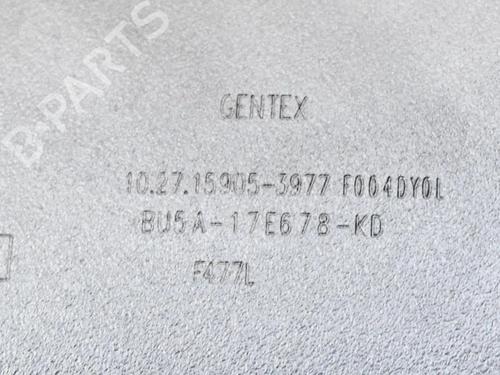 B-PARTS
GENTEX
10.27.15905-3977 F004DY0L
BU5A-17E678-KD
F477L